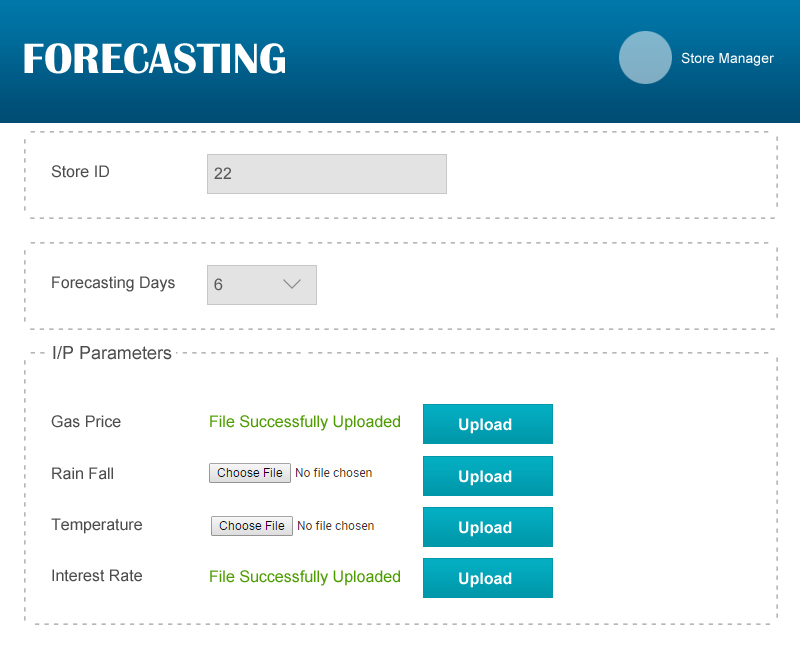 FORECASTING
Store Manager
Store ID 22
Forecasting Days 6
I/P Parameters
Gas Price File Successfully Uploaded Upload
Rain Fall Choose File No file chosen Upload
Temperature Choose File No file chosen Upload
Interest Rate File Successfully Uploaded Upload